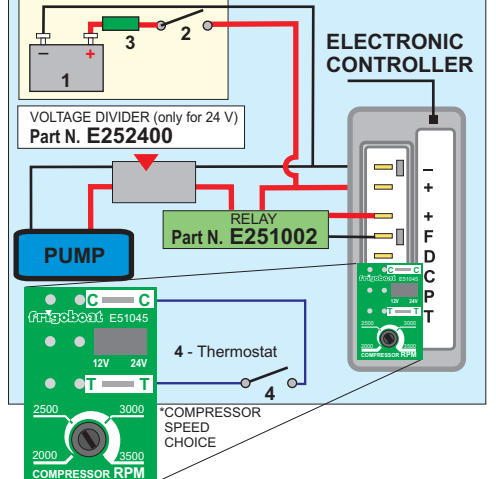 – +
1
3
2
ELECTRONIC
CONTROLLER
VOLTAGE DIVIDER (only for 24 V)
Part N. E252400
RELAY
Part N. E251002
PUMP
–
+
+
F
D
C
P
T
C C
frigoboat E51045
12V 24V
T T
2500 3000
2000 3500
COMPRESSOR RPM
C C
frigoboat E51045
12V 24V
T T
2500 3000
2000 3500
COMPRESSOR RPM
4 - Thermostat
4
*COMPRESSOR
SPEED
CHOICE